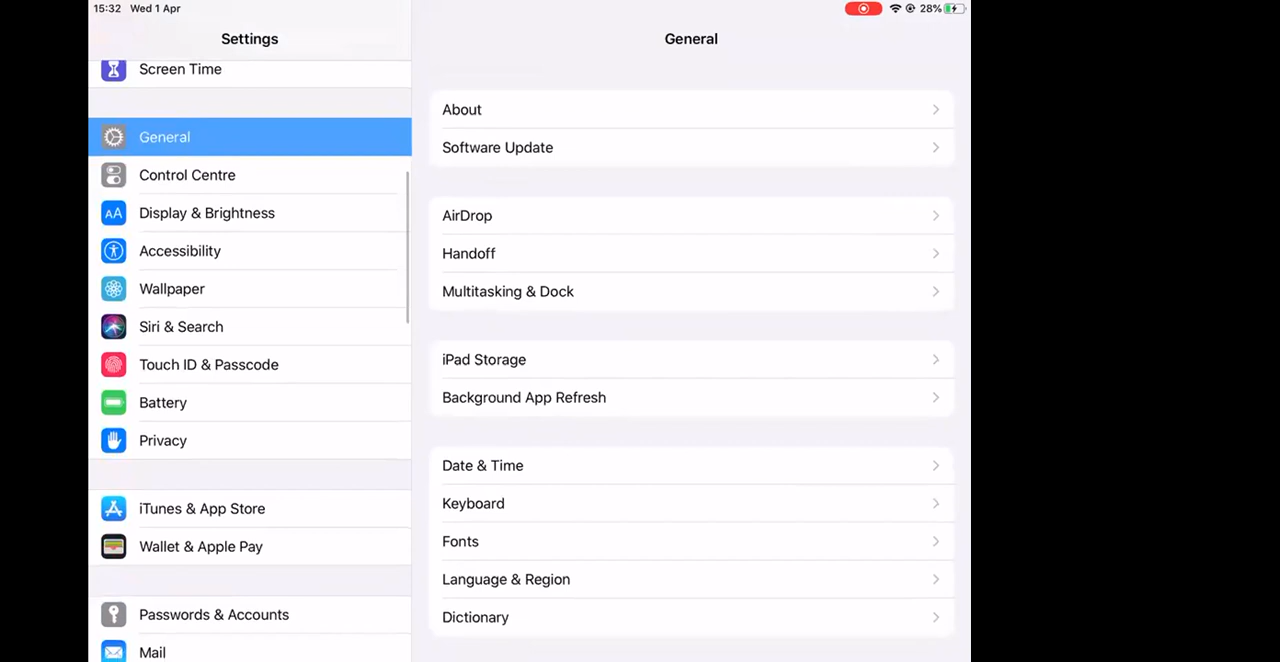 15:32 Wed 1 Apr
28%
Settings
Screen Time
General
Control Centre
Display & Brightness
AA
Accessibility
Wallpaper
Siri & Search
Touch ID & Passcode
Battery
Privacy
iTunes & App Store
Wallet & Apple Pay
Passwords & Accounts
Mail
General
About
Software Update
AirDrop
Handoff
Multitasking & Dock
iPad Storage
Background App Refresh
Date & Time
Keyboard
Fonts
Language & Region
Dictionary